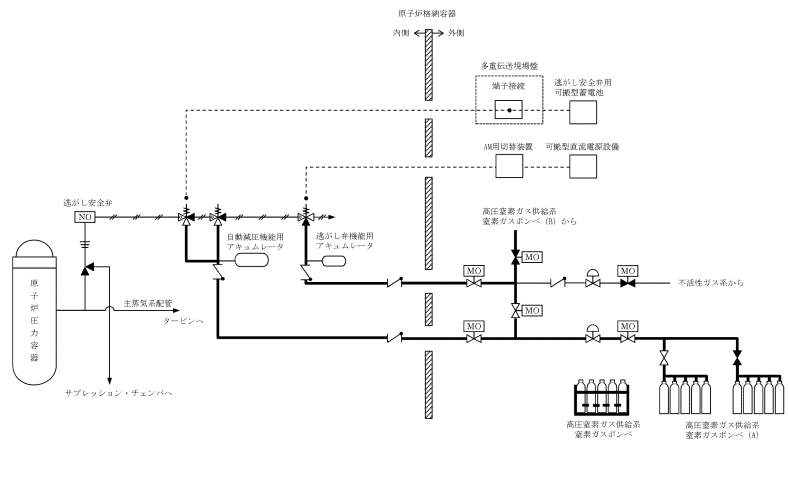 原子炉格納容器
内側
外側
多重伝送現場盤
端子接続
逃がし安全弁用
可搬型蓄電池
AM用切替装置
可搬型直流電源設備
逃がし安全弁
NO
高圧窒素ガス供給系
窒素ガスボンベ (B) から
自動減圧機能用
アキュムレータ
逃がし弁機能用
アキュムレータ
MO
MO
MO
不活性ガス系から
原子炉圧力容器
主蒸気系配管
タービンへ
MO
MO
MO
サプレッション・チェンバへ
高圧窒素ガス供給系
窒素ガスボンベ
高圧窒素ガス供給系
窒素ガスボンベ (A)